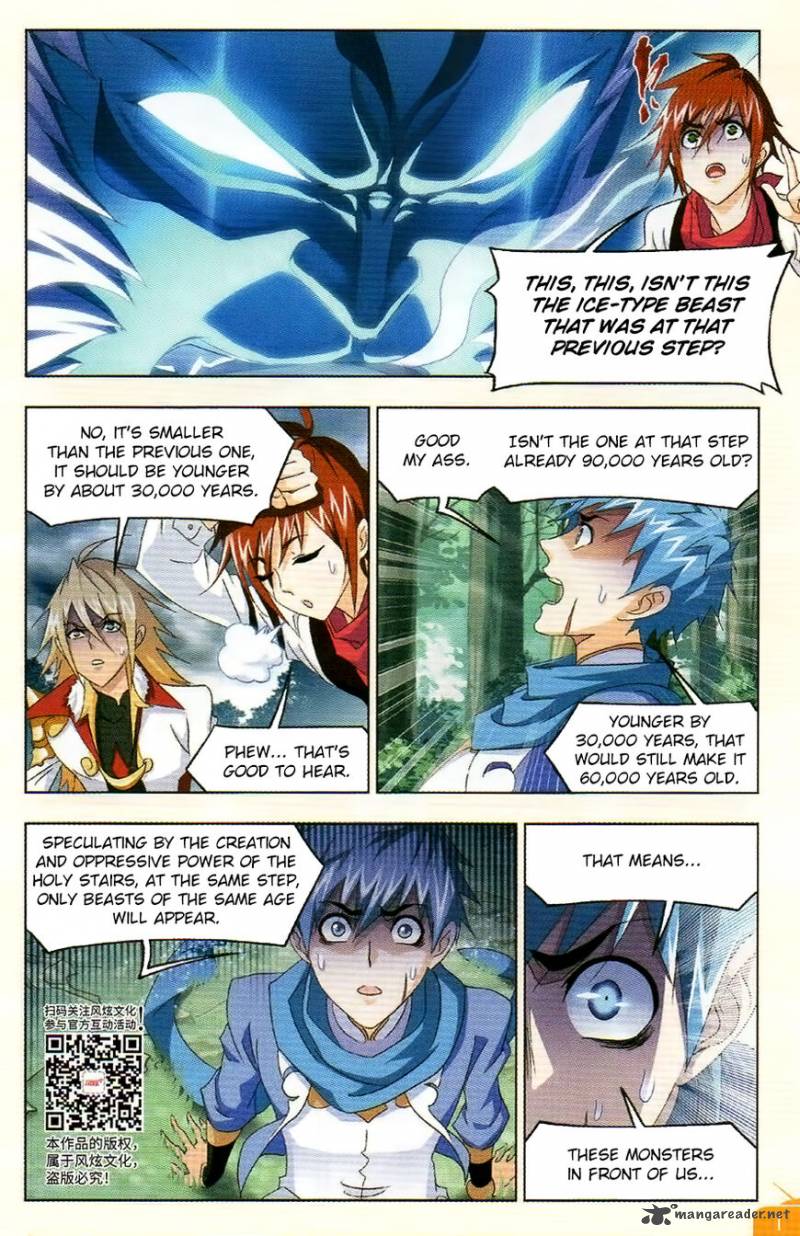 THIS, THIS, ISN'T THIS
THE ICE-TYPE BEAST
THAT WAS AT THAT
PREVIOUS STEP?
NO, IT'S SMALLER
THAN THE PREVIOUS ONE,
IT SHOULD BE YOUNGER
BY ABOUT 30,000 YEARS.
PHEW... THAT'S
GOOD TO HEAR.
GOOD
MY ASS.
ISN'T THE ONE AT THAT STEP
ALREADY 90,000 YEARS OLD?
YOUNGER BY
30,000 YEARS, THAT
WOULD STILL MAKE IT
60,000 YEARS OLD.
SPECULATING BY THE CREATION
AND OPPRESSIVE POWER OF THE
HOLY STAIRS, AT THE SAME STEP,
ONLY BEASTS OF THE SAME AGE
WILL APPEAR.
扫码关注风炫文化
参与官方互动活动!
本作品的版权,
属于风炫文化,
盗版必究!
THAT MEANS...
THESE MONSTERS
IN FRONT OF US...
1
mangareader.net